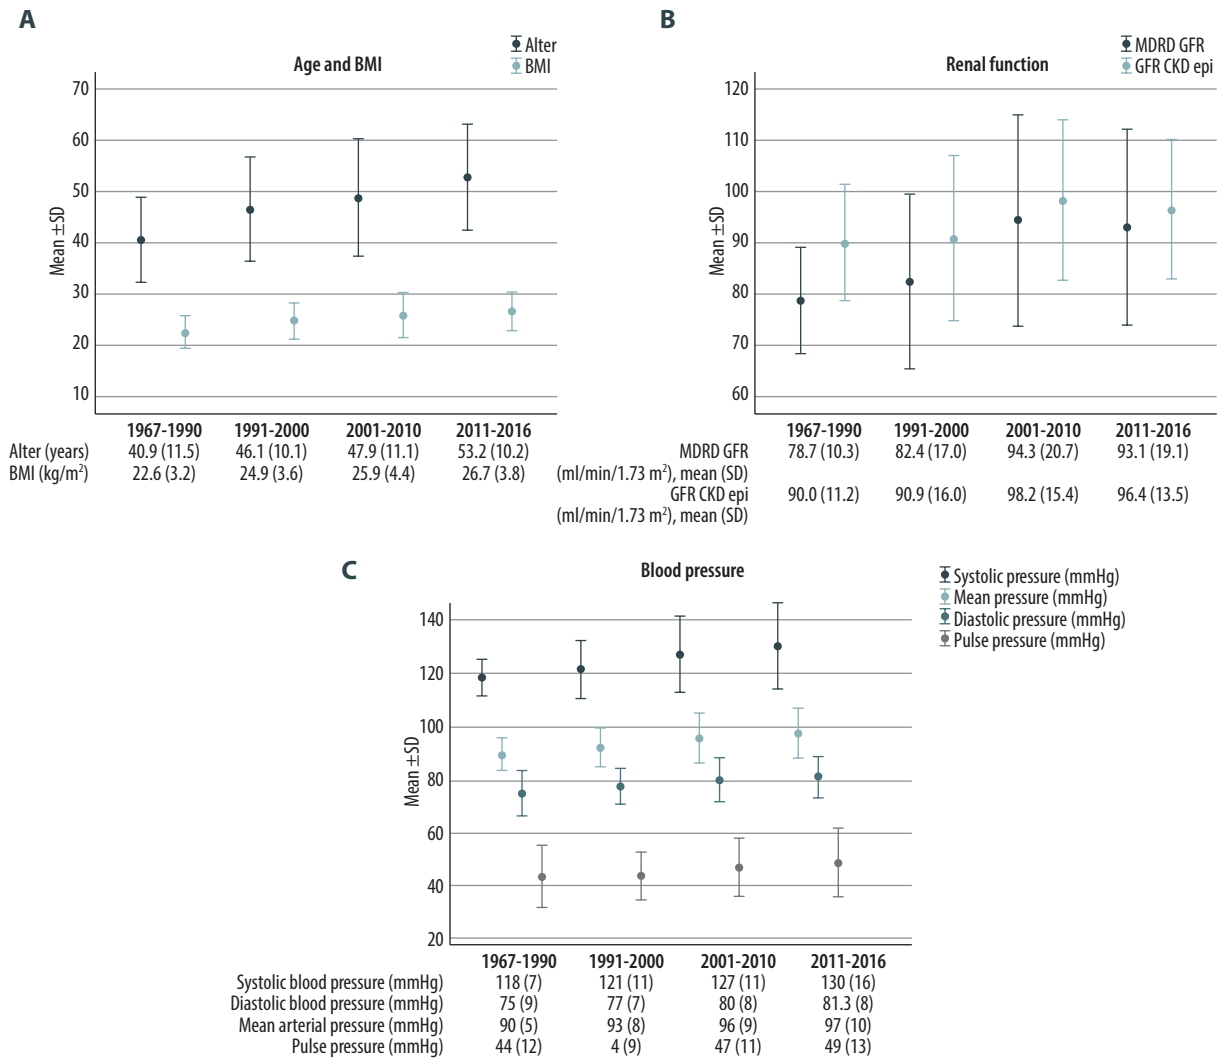 A
Alter
BMI
Age and BMI
70
60
50
40
30
20
10
Mean ±SD
1967-1990 1991-2000 2001-2010 2011-2016
Alter (years) 40.9 (11.5) 46.1 (10.1) 47.9 (11.1) 53.2 (10.2)
BMI (kg/m²) 22.6 (3.2) 24.9 (3.6) 25.9 (4.4) 26.7 (3.8)
B
MDRD GFR
GFR CKD epi
Renal function
120
110
100
90
80
70
60
Mean ±SD
1967-1990 1991-2000 2001-2010 2011-2016
MDRD GFR 78.7 (10.3) 82.4 (17.0) 94.3 (20.7) 93.1 (19.1)
(ml/min/1.73 m²), mean (SD)
GFR CKD epi 90.0 (11.2) 90.9 (16.0) 98.2 (15.4) 96.4 (13.5)
(ml/min/1.73 m²), mean (SD)
C
Blood pressure
Systolic pressure (mmHg)
Mean pressure (mmHg)
Diastolic pressure (mmHg)
Pulse pressure (mmHg)
140
120
100
80
60
40
20
Mean ±SD
1967-1990 1991-2000 2001-2010 2011-2016
Systolic blood pressure (mmHg) 118 (7) 121 (11) 127 (11) 130 (16)
Diastolic blood pressure (mmHg) 75 (9) 77 (7) 80 (8) 81.3 (8)
Mean arterial pressure (mmHg) 90 (5) 93 (8) 96 (9) 97 (10)
Pulse pressure (mmHg) 44 (12) 4 (9) 47 (11) 49 (13)